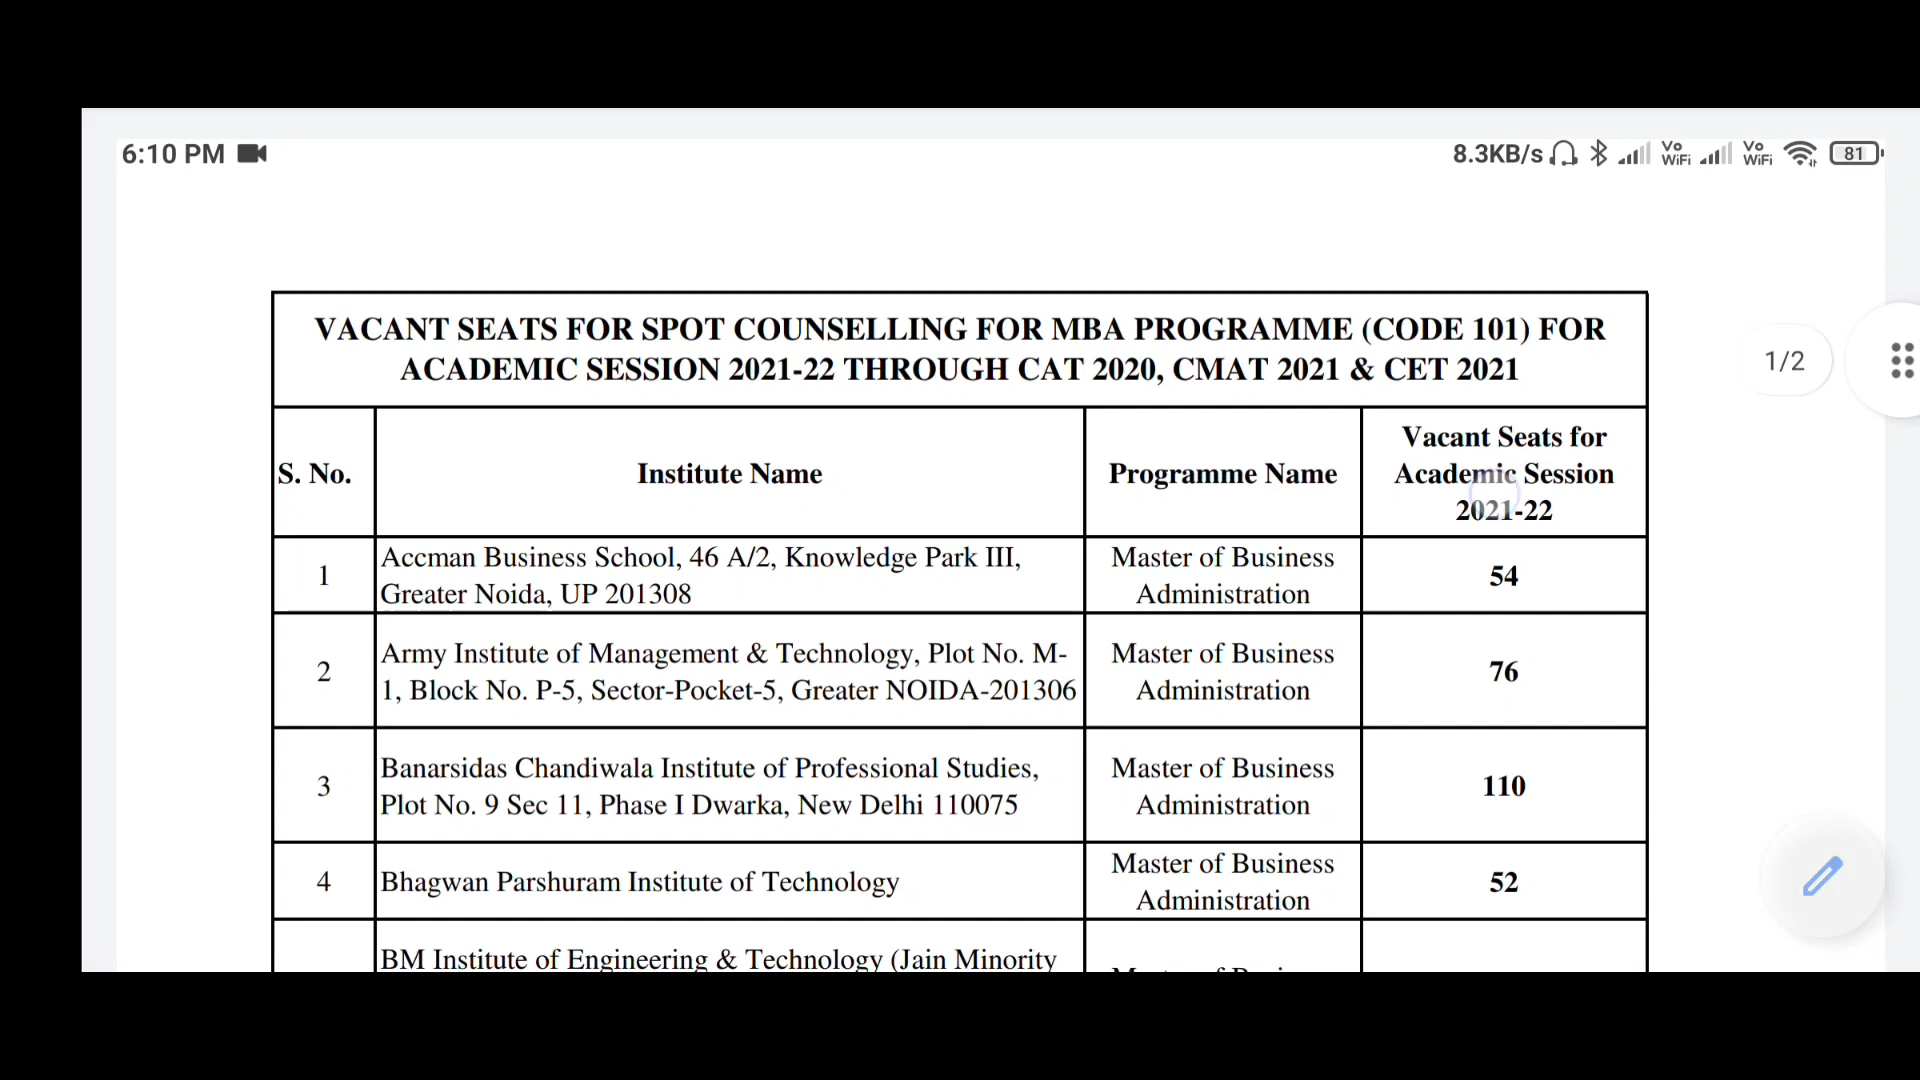 6:10 PM
8.3KB/s Vo WiFi Vo WiFi 81
VACANT SEATS FOR SPOT COUNSELLING FOR MBA PROGRAMME (CODE 101) FOR
ACADEMIC SESSION 2021-22 THROUGH CAT 2020, CMAT 2021 & CET 2021
1/2
S. No.
Institute Name
Programme Name
Vacant Seats for
Academic Session
2021-22
1
Accman Business School, 46 A/2, Knowledge Park III,
Greater Noida, UP 201308
Master of Business
Administration
54
2
Army Institute of Management & Technology, Plot No. M-
1, Block No. P-5, Sector-Pocket-5, Greater NOIDA-201306
Master of Business
Administration
76
3
Banarsidas Chandiwala Institute of Professional Studies,
Plot No. 9 Sec 11, Phase I Dwarka, New Delhi 110075
Master of Business
Administration
110
4
Bhagwan Parshuram Institute of Technology
Master of Business
Administration
52
BM Institute of Engineering & Technology (Jain Minority